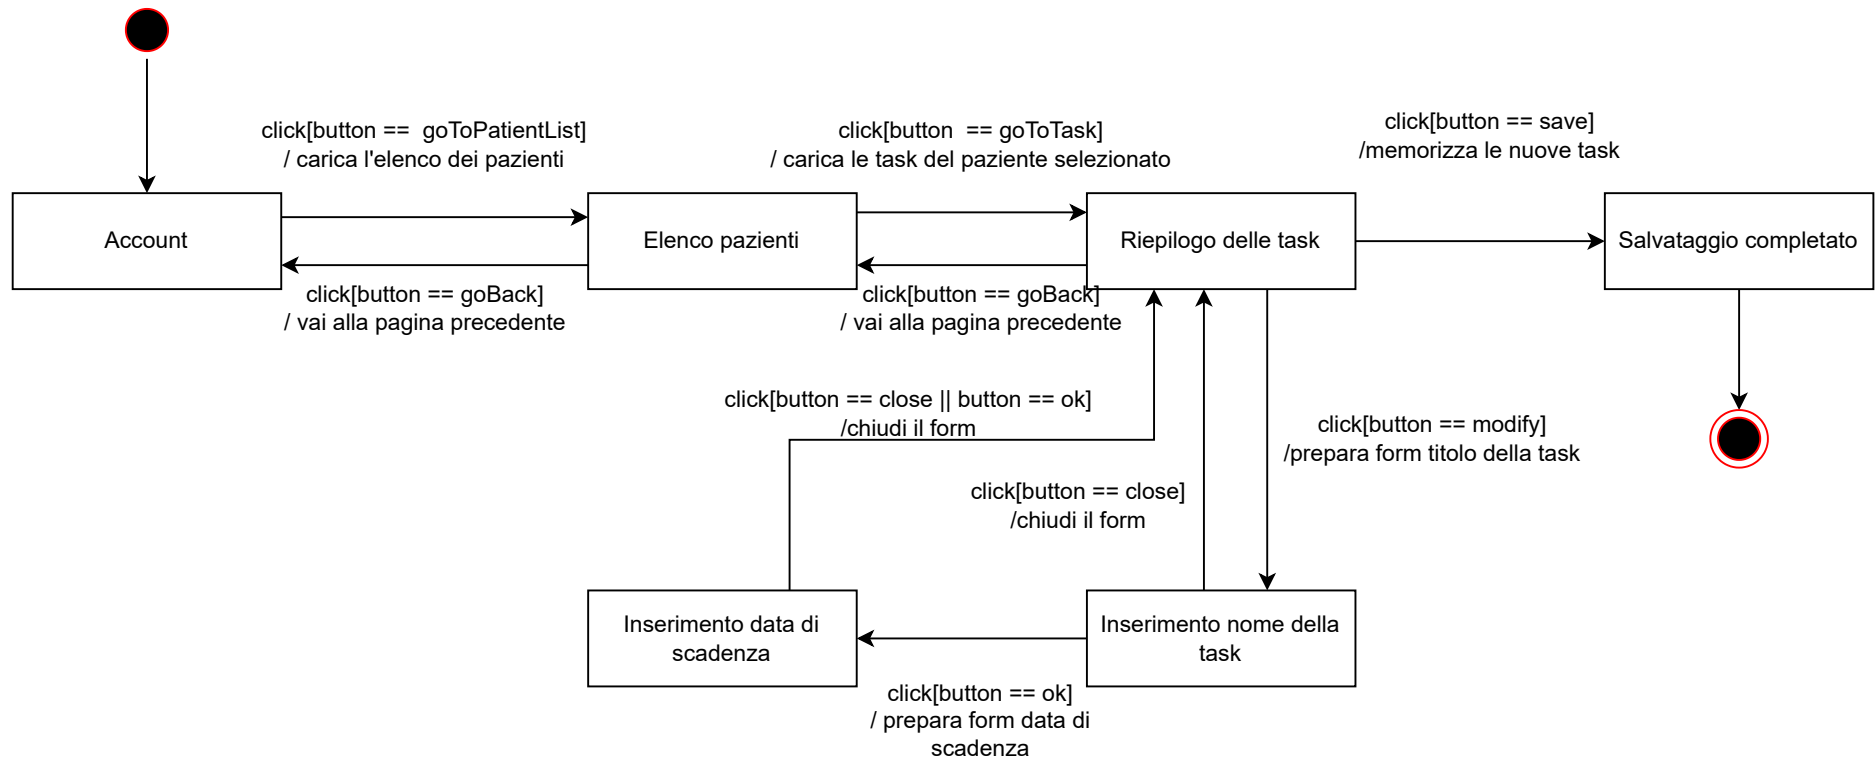 click[button ==  goToPatientList]
/ carica l'elenco dei pazienti
click[button  == goToTask]
/ carica le task del paziente selezionato
click[button == save]
/memorizza le nuove task
Account
Elenco pazienti
Riepilogo delle task
Salvataggio completato
click[button == goBack]
/ vai alla pagina precedente
click[button == goBack]
/ vai alla pagina precedente
click[button == close || button == ok]
/chiudi il form
click[button == modify]
/prepara form titolo della task
click[button == close]
/chiudi il form
Inserimento data di
scadenza
Inserimento nome della
task
click[button == ok]
/ prepara form data di
scadenza